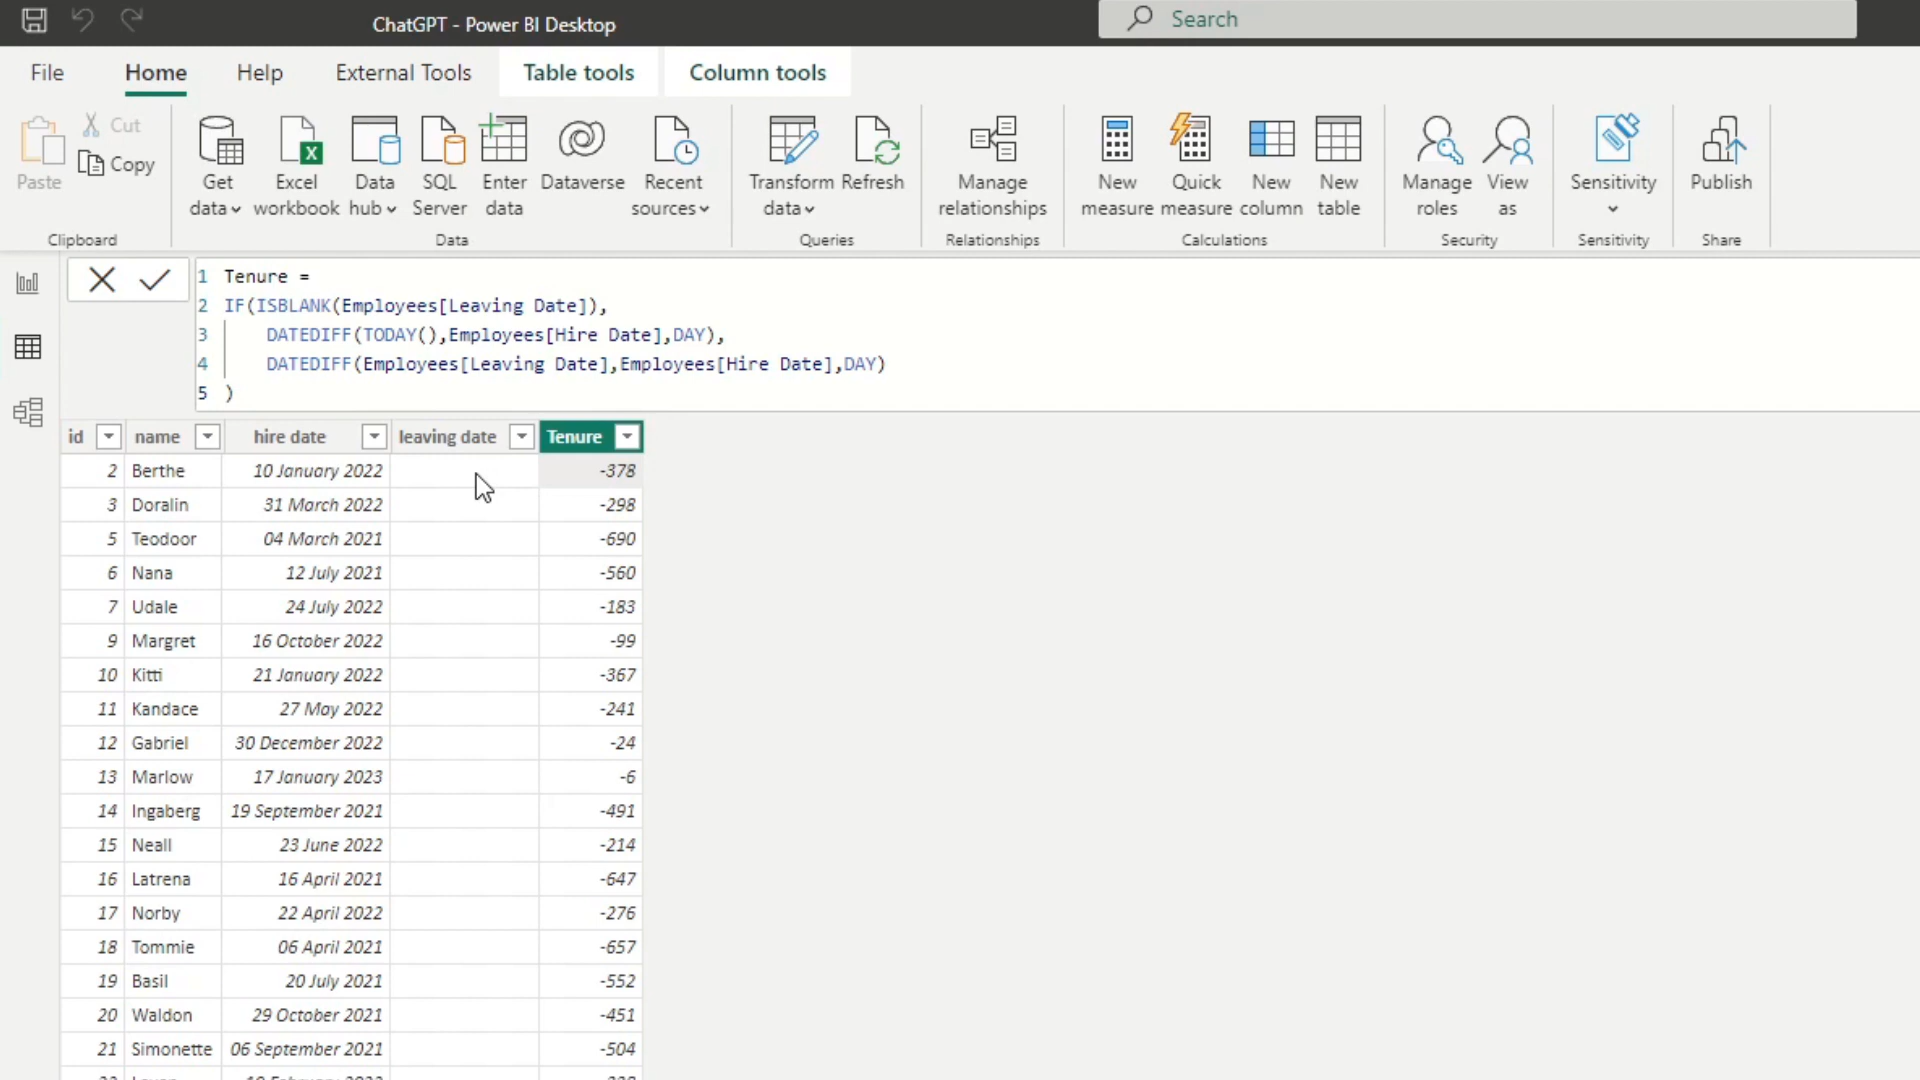 ChatGPT - Power BI Desktop
Search
File Home Help External Tools Table tools Column tools
Paste
Cut
Copy
Get data
Excel workbook
Data hub
SQL Server
Enter data
Dataverse
Recent sources
Transform data
Refresh
Manage relationships
New measure
Quick measure
New column
New table
Manage roles
View as
Sensitivity
Publish
Clipboard Data Queries Relationships Calculations Security Sensitivity Share
1 Tenure =
2 IF(ISBLANK(Employees[Leaving Date]),
3 DATEDIFF(TODAY(),Employees[Hire Date],DAY),
4 DATEDIFF(Employees[Leaving Date],Employees[Hire Date],DAY)
5 )
id name hire date leaving date Tenure
2 Berthe 10 January 2022 -378
3 Doralin 31 March 2022 -298
5 Teodoor 04 March 2021 -690
6 Nana 12 July 2021 -560
7 Udale 24 July 2022 -183
9 Margret 16 October 2022 -99
10 Kitti 21 January 2022 -367
11 Kandace 27 May 2022 -241
12 Gabriel 30 December 2022 -24
13 Marlow 17 January 2023 -6
14 Ingaberg 19 September 2021 -491
15 Neall 23 June 2022 -214
16 Latrena 16 April 2021 -647
17 Norby 22 April 2022 -276
18 Tommie 06 April 2021 -657
19 Basil 20 July 2021 -552
20 Waldon 29 October 2021 -451
21 Simonette 06 September 2021 -504